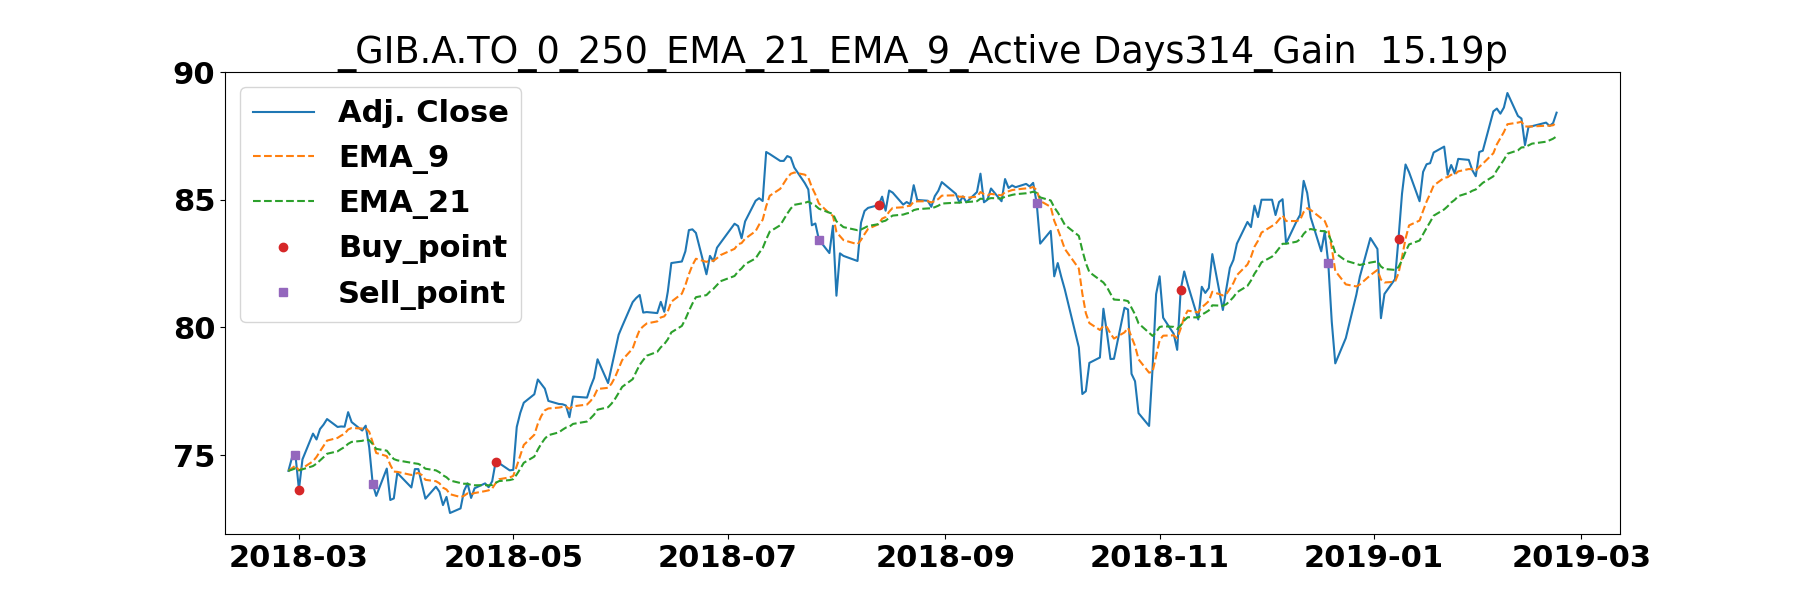 _GIB.A.TO_0_250_EMA_21_EMA_9_Active Days314_Gain  15.19p
90
85
80
75
Adj. Close
EMA_9
EMA_21
Buy_point
Sell_point
2018-03 2018-05 2018-07 2018-09 2018-11 2019-01 2019-03